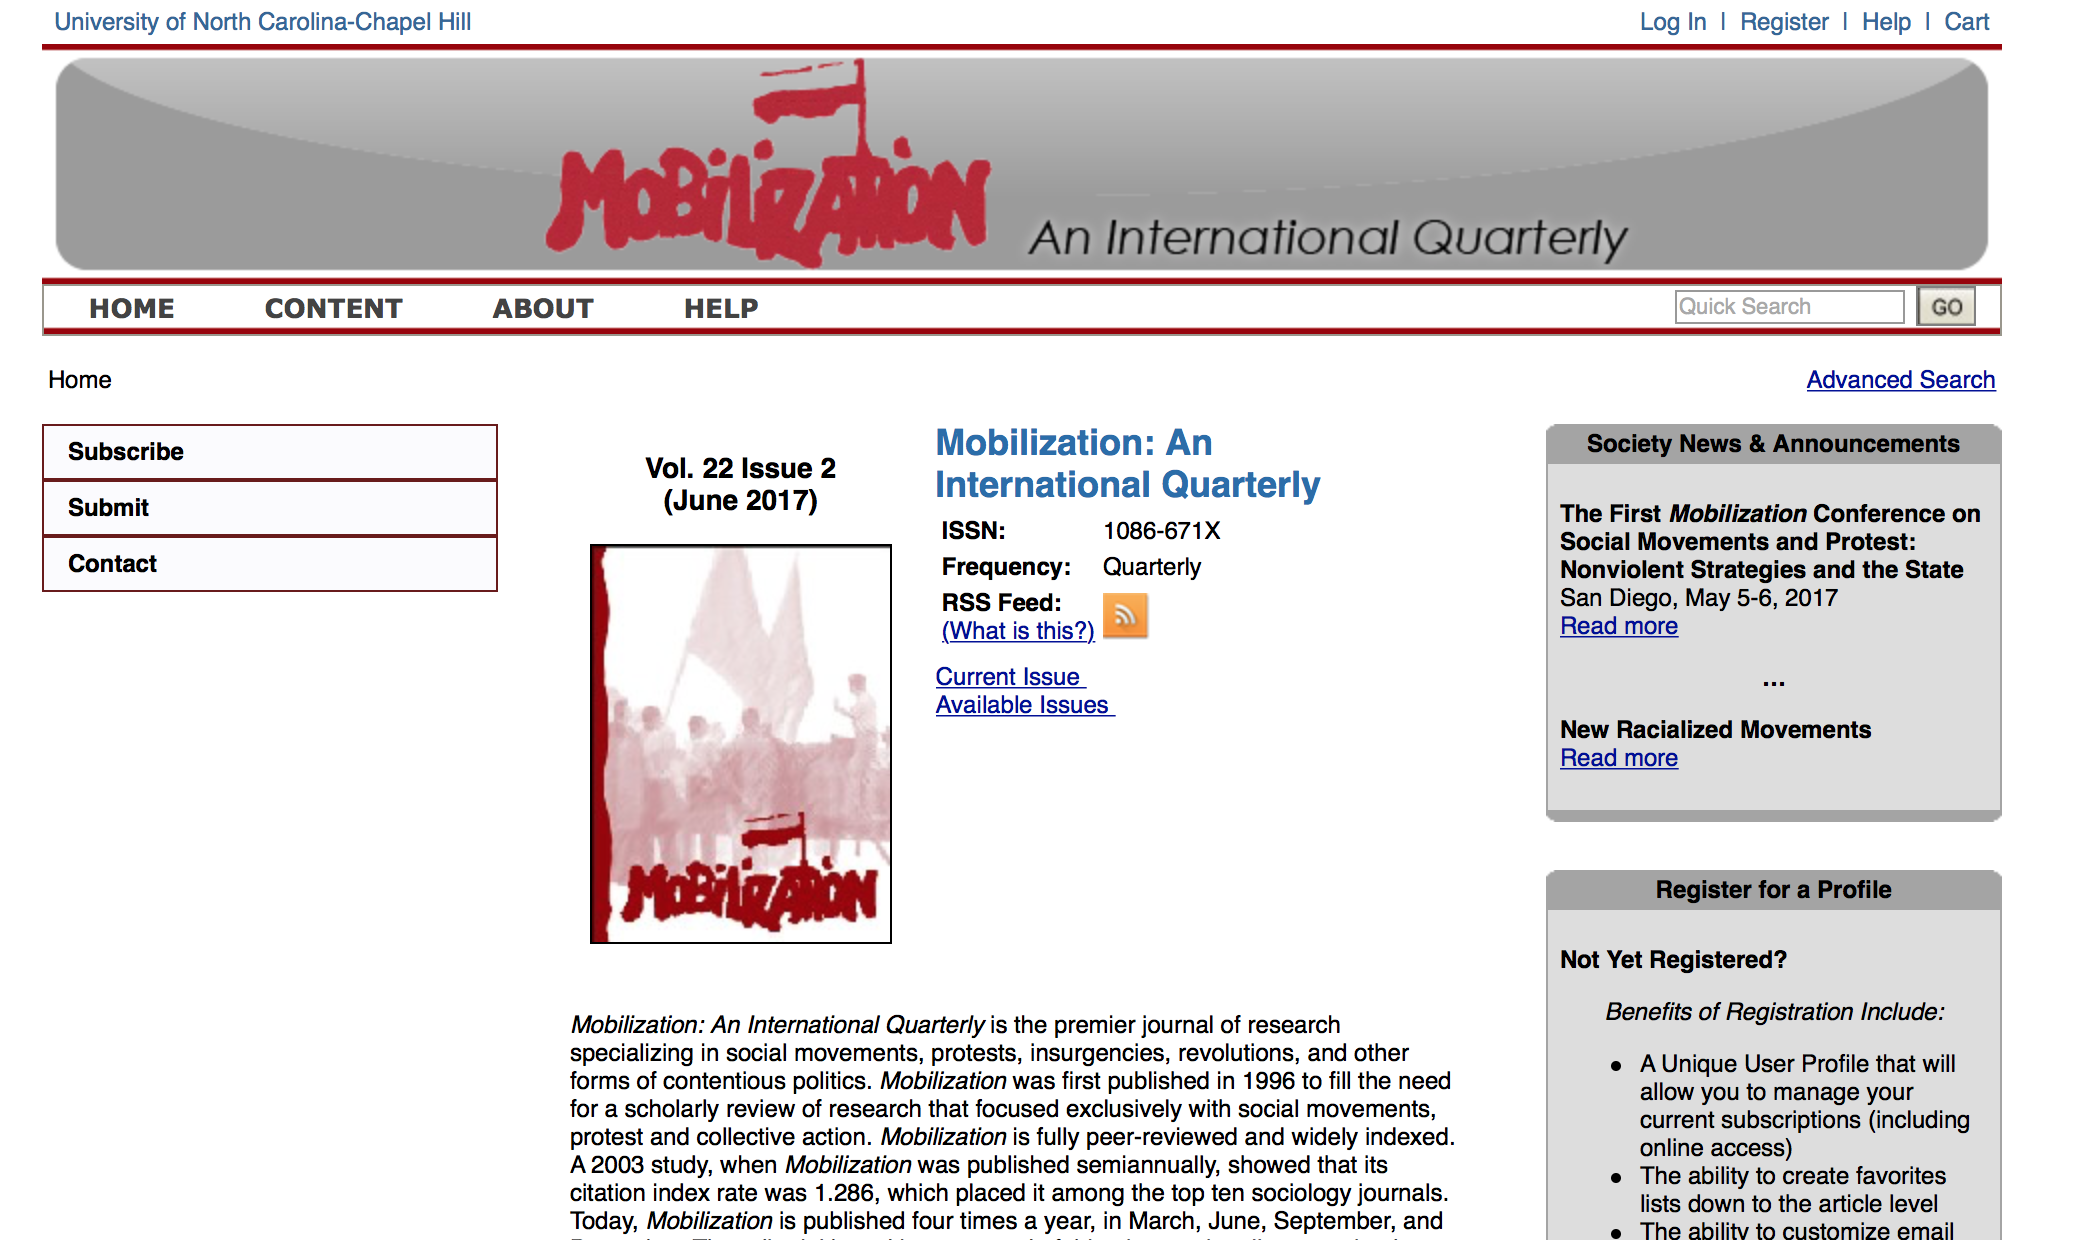 University of North Carolina-Chapel Hill
Log In | Register | Help | Cart
MOBILIZATION
An International Quarterly
HOME CONTENT ABOUT HELP
Quick Search GO
Home
Advanced Search
Subscribe
Submit
Contact
Vol. 22 Issue 2
(June 2017)
MOBILIZATION
Mobilization: An
International Quarterly
ISSN: 1086-671X
Frequency: Quarterly
RSS Feed:
(What is this?)
Current Issue
Available Issues
Mobilization: An International Quarterly is the premier journal of research
specializing in social movements, protests, insurgencies, revolutions, and other
forms of contentious politics. Mobilization was first published in 1996 to fill the need
for a scholarly review of research that focused exclusively with social movements,
protest and collective action. Mobilization is fully peer-reviewed and widely indexed.
A 2003 study, when Mobilization was published semiannually, showed that its
citation index rate was 1.286, which placed it among the top ten sociology journals.
Today, Mobilization is published four times a year, in March, June, September, and
Society News & Announcements
The First Mobilization Conference on
Social Movements and Protest:
Nonviolent Strategies and the State
San Diego, May 5-6, 2017
Read more
...
New Racialized Movements
Read more
Register for a Profile
Not Yet Registered?
Benefits of Registration Include:
• A Unique User Profile that will
allow you to manage your
current subscriptions (including
online access)
• The ability to create favorites
lists down to the article level
• The ability to customize email